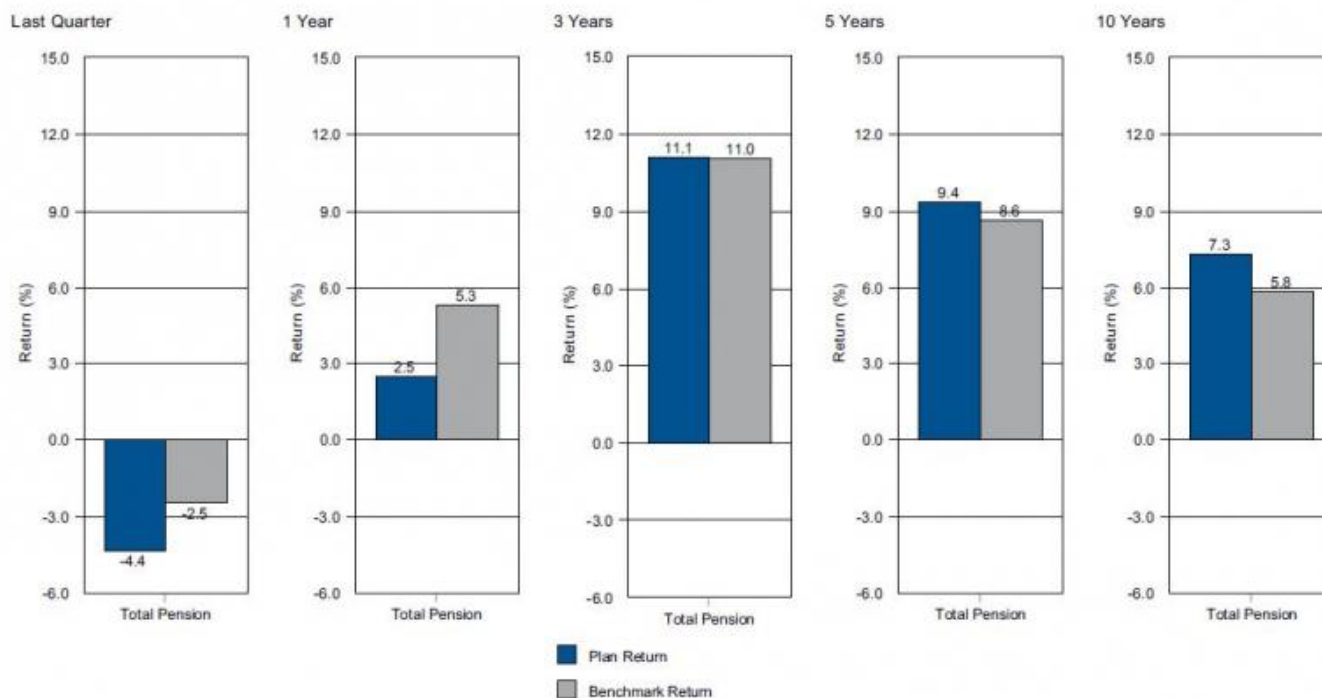 Last Quarter
1 Year
3 Years
5 Years
10 Years
15.0
12.0
9.0
6.0
3.0
0.0
-3.0
-6.0
Return (%)
-4.4
-2.5
Total Pension
15.0
12.0
9.0
6.0
3.0
0.0
-3.0
-6.0
Return (%)
2.5
5.3
Total Pension
15.0
12.0
9.0
6.0
3.0
0.0
-3.0
-6.0
Return (%)
11.1
11.0
Total Pension
15.0
12.0
9.0
6.0
3.0
0.0
-3.0
-6.0
Return (%)
9.4
8.6
Total Pension
15.0
12.0
9.0
6.0
3.0
0.0
-3.0
-6.0
Return (%)
7.3
5.8
Total Pension
Plan Return
Benchmark Return